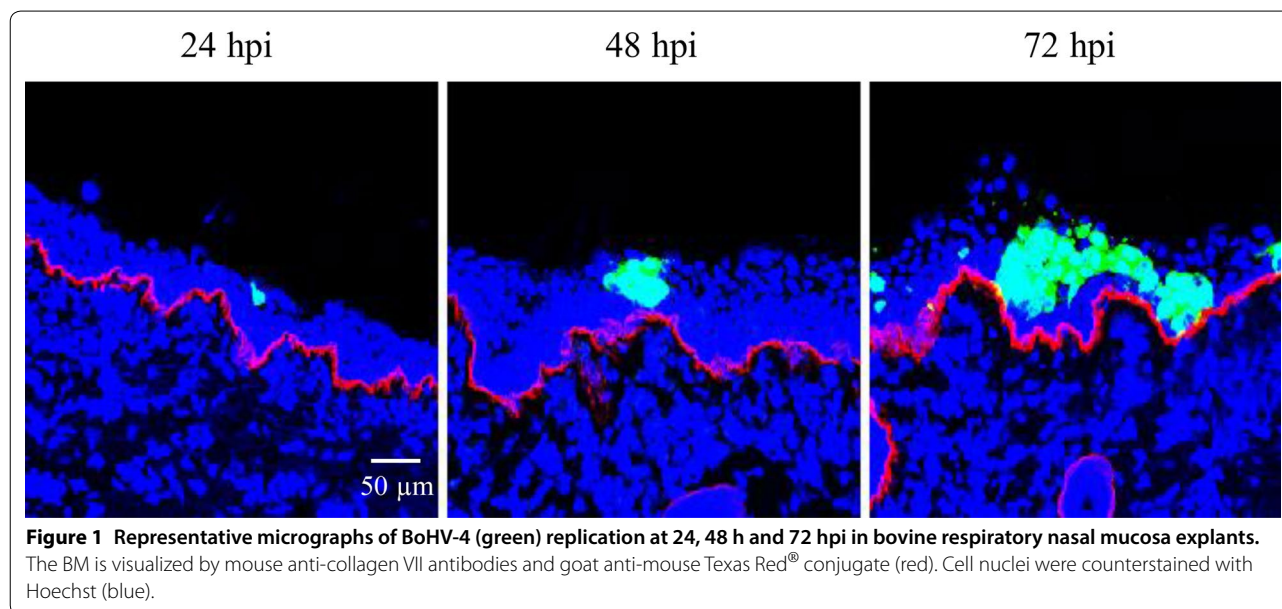 24 hpi 48 hpi 72 hpi
50 µm
Figure 1 Representative micrographs of BoHV-4 (green) replication at 24, 48 h and 72 hpi in bovine respiratory nasal mucosa explants.
The BM is visualized by mouse anti-collagen VII antibodies and goat anti-mouse Texas Red® conjugate (red). Cell nuclei were counterstained with
Hoechst (blue).